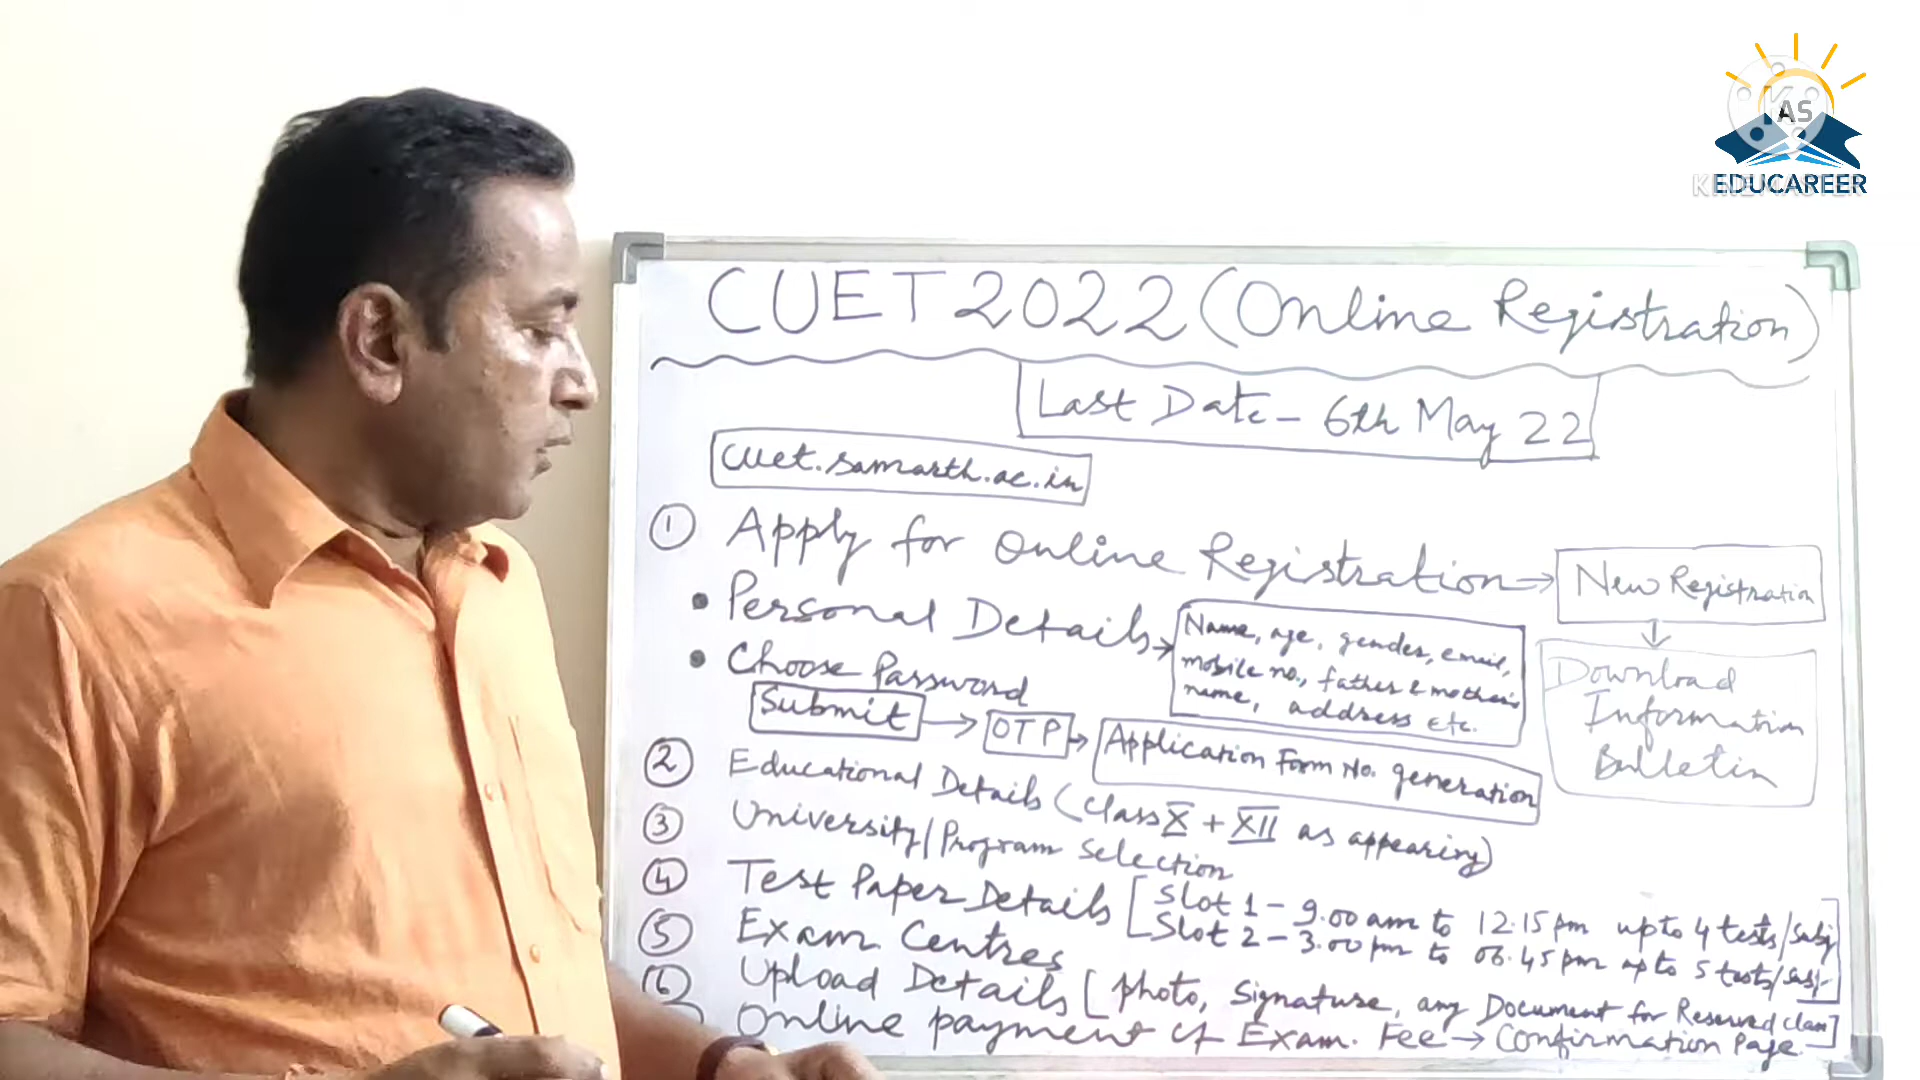 AS
EDUCAREER
KINEMASTER
CUET 2022 (Online Registration)
Last Date - 6th May 22
cuet.samarth.ac.in
① Apply for Online Registration → New Registration
Download
Information
Bulletin
• Personal Details → Name, age, gender, email,
mobile no., father & mother's
name, address etc.
• Choose Password
Submit → OTP → Application Form No. generation
② Educational Details (Class X + XII as appearing)
③ University/Program Selection
④ Test Paper Details [Slot 1 - 9.00 am to 12.15 pm upto 4 tests/subj
Slot 2 - 3.00 pm to 06.45 pm upto 5 tests/subj.]
⑤ Exam Centres
⑥ Upload Details [photo, signature, any Document for Reserved class]
Online payment of Exam. Fee → Confirmation Page.